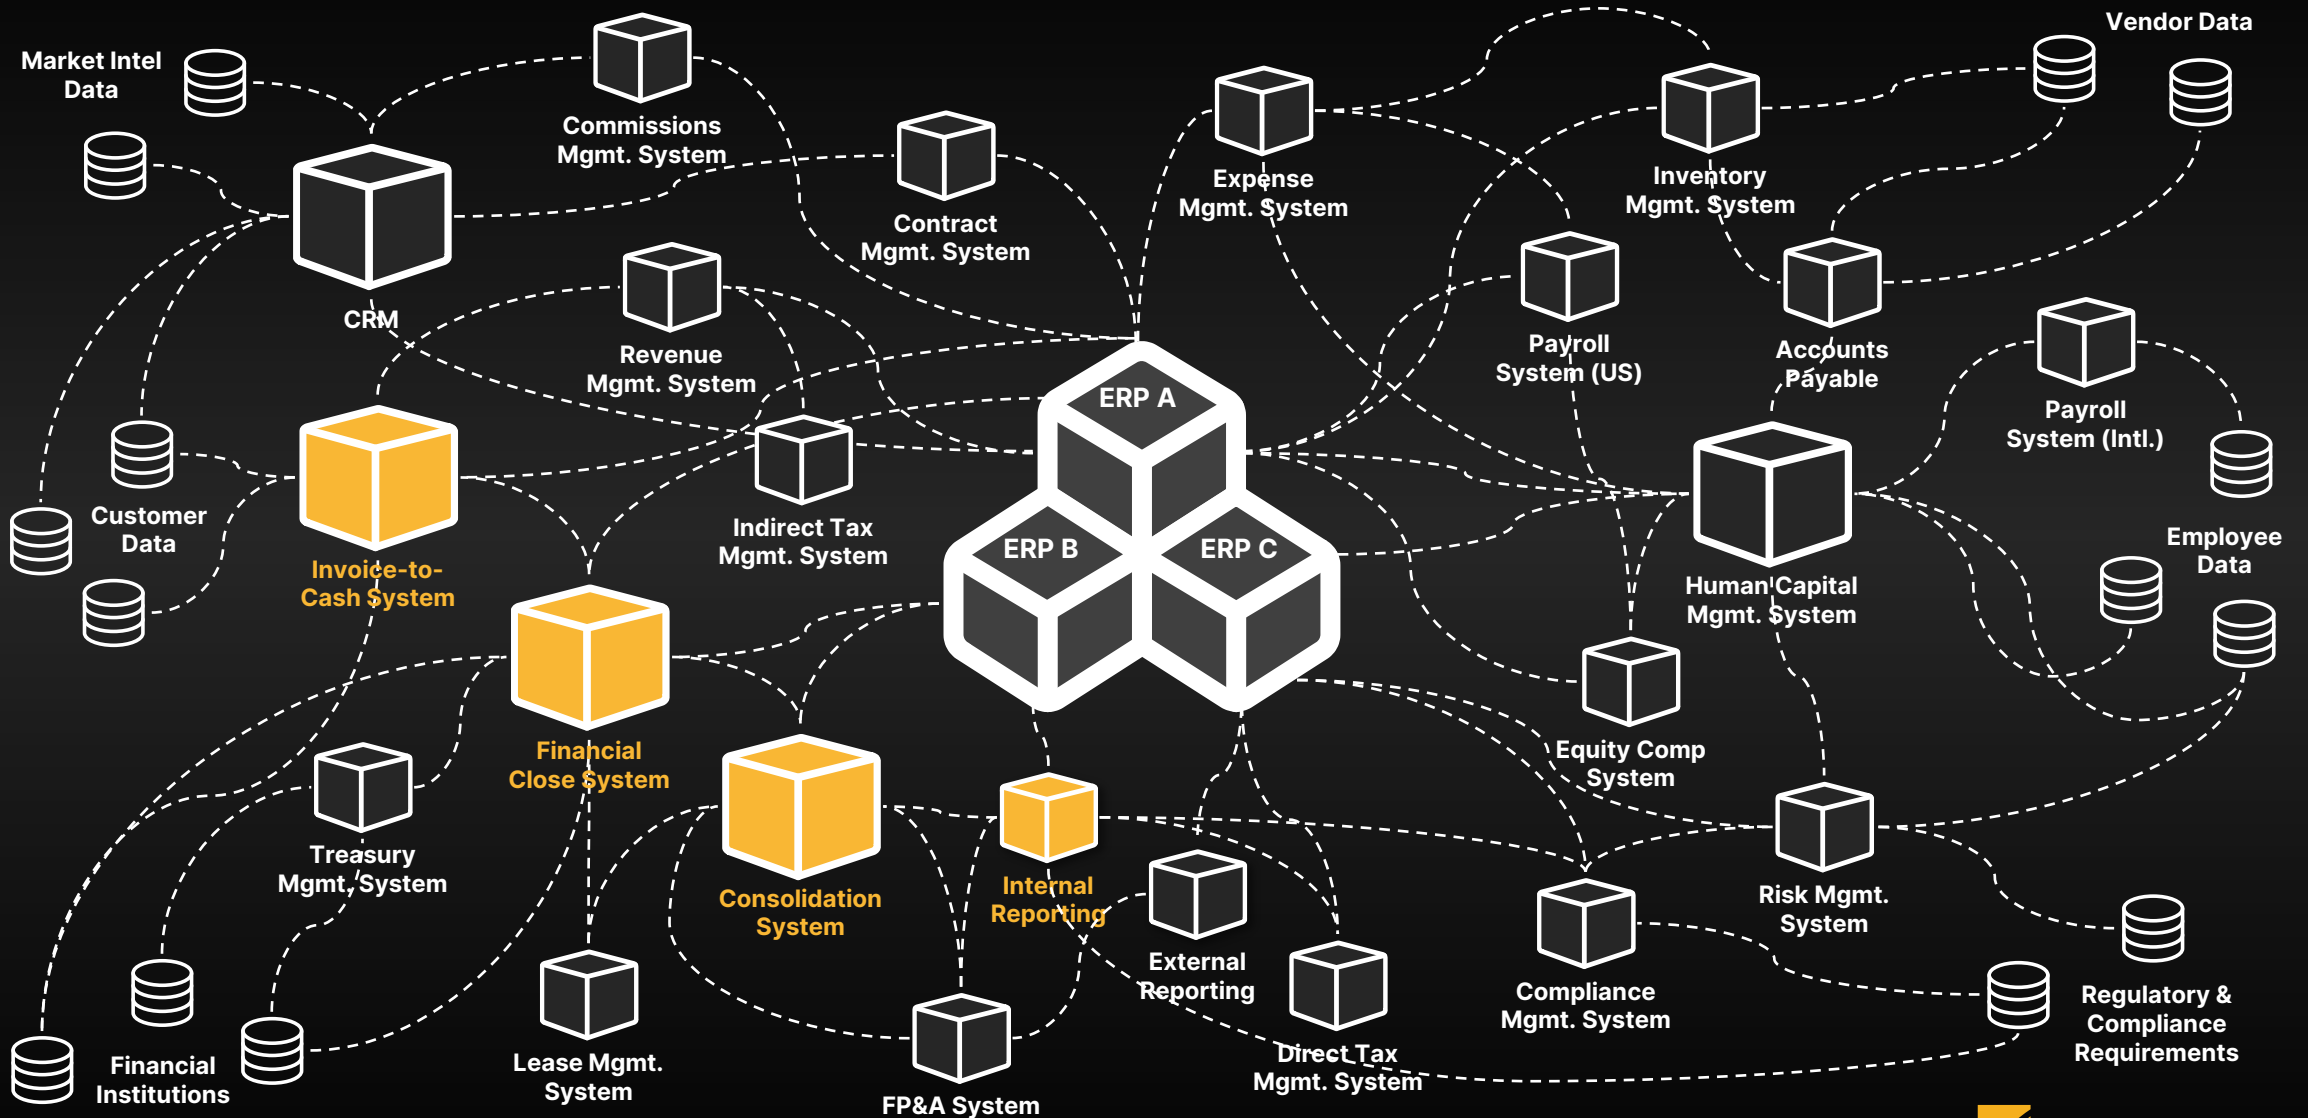 Vendor Data
Market Intel
Data
Commissions
Mgmt. System
Expense
Mgmt. System
Inventory
Mgmt. System
Contract
Mgmt. System
CRM
Revenue
Mgmt. System
Payroll
System (US)
Accounts
Payable
Payroll
System (Intl.)
ERP A
Customer
Data
Indirect Tax
Mgmt. System
ERP B
ERP C
Employee
Data
Invoice-to-
Cash System
Human Capital
Mgmt. System
Financial
Close System
Equity Comp
System
Treasury
Mgmt. System
Consolidation
System
Internal
Reporting
Risk Mgmt.
System
External
Reporting
Compliance
Mgmt. System
Regulatory &
Compliance
Requirements
Financial
Institutions
Lease Mgmt.
System
Direct Tax
Mgmt. System
FP&A System